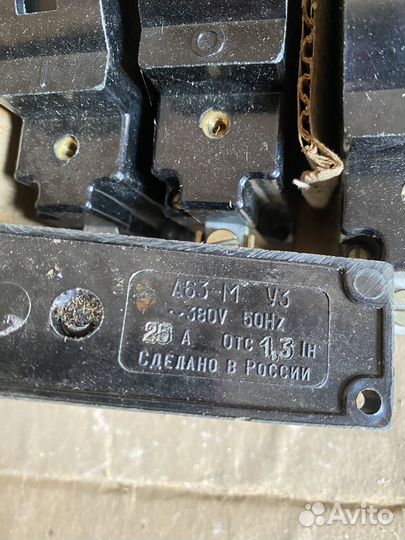 А63-М У3
~380V 50HZ
25 А ОТС 1,3 IН
СДЕЛАНО В РОССИИ
Avito